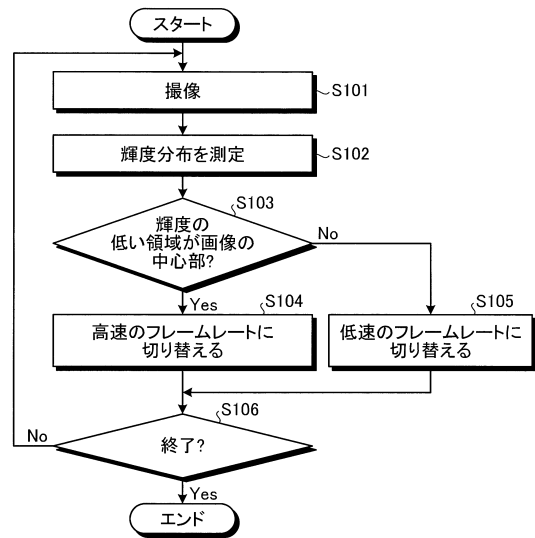 スタート
撮像
S101
輝度分布を測定
S102
S103
輝度の
低い領域が画像の
中心部?
No
Yes
S104
高速のフレームレートに
切り替える
S105
低速のフレームレートに
切り替える
S106
終了?
No
Yes
エンド